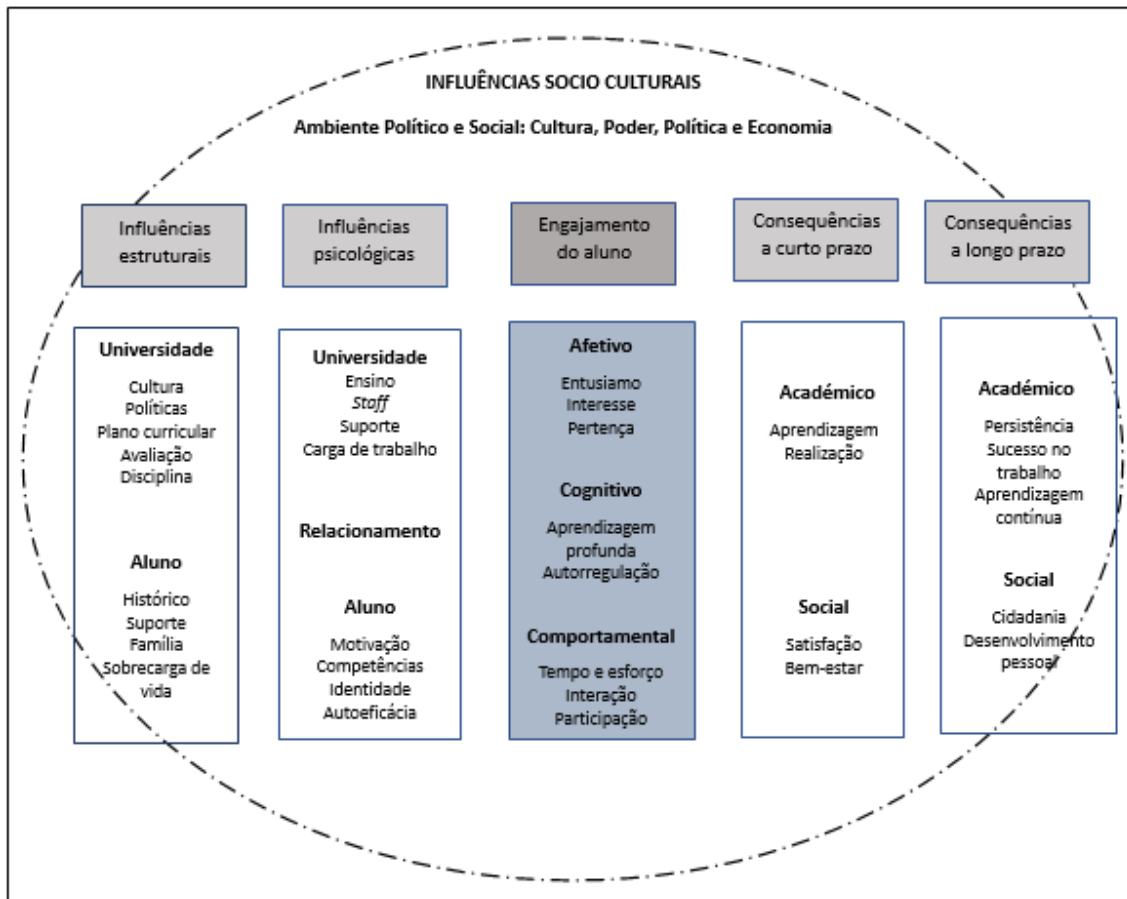 INFLUÊNCIAS SOCIO CULTURAIS
Ambiente Político e Social: Cultura, Poder, Política e Economia
Influências
estruturais
Influências
psicológicas
Engajamento
do aluno
Consequências
a curto prazo
Consequências
a longo prazo
Universidade
Cultura
Políticas
Plano curricular
Avaliação
Disciplina
Aluno
Histórico
Suporte
Família
Sobrecarga de
vida
Universidade
Ensino
Staff
Suporte
Carga de trabalho
Relacionamento
Aluno
Motivação
Competências
Identidade
Autoeficácia
Afetivo
Entusiamo
Interesse
Pertença
Cognitivo
Aprendizagem
profunda
Autorregulação
Comportamental
Tempo e esforço
Interação
Participação
Académico
Aprendizagem
Realização
Social
Satisfação
Bem-estar
Académico
Persistência
Sucesso no
trabalho
Aprendizagem
contínua
Social
Cidadania
Desenvolvimento
pessoal